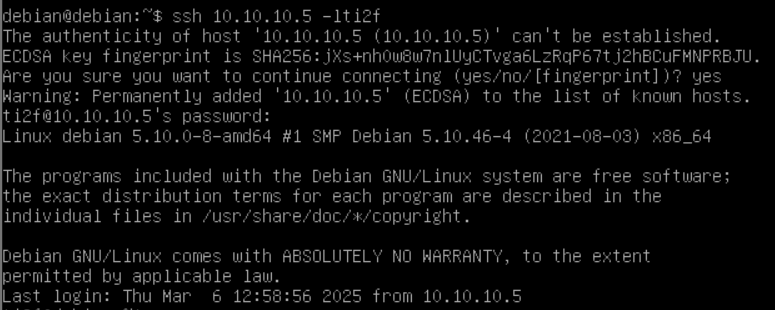 debian@debian:~$ ssh 10.10.10.5 -lti2f
The authenticity of host '10.10.10.5 (10.10.10.5)' can't be established.
ECDSA key fingerprint is SHA256:jXs+nh0w8w7nlUyCTvga6LzRqP67tj2hBCuFMNPRBJU.
Are you sure you want to continue connecting (yes/no/[fingerprint])? yes
Warning: Permanently added '10.10.10.5' (ECDSA) to the list of known hosts.
ti2f@10.10.10.5's password:
Linux debian 5.10.0-8-amd64 #1 SMP Debian 5.10.46-4 (2021-08-03) x86_64
The programs included with the Debian GNU/Linux system are free software;
the exact distribution terms for each program are described in the
individual files in /usr/share/doc/*/copyright.
Debian GNU/Linux comes with ABSOLUTELY NO WARRANTY, to the extent
permitted by applicable law.
Last login: Thu Mar  6 12:58:56 2025 from 10.10.10.5